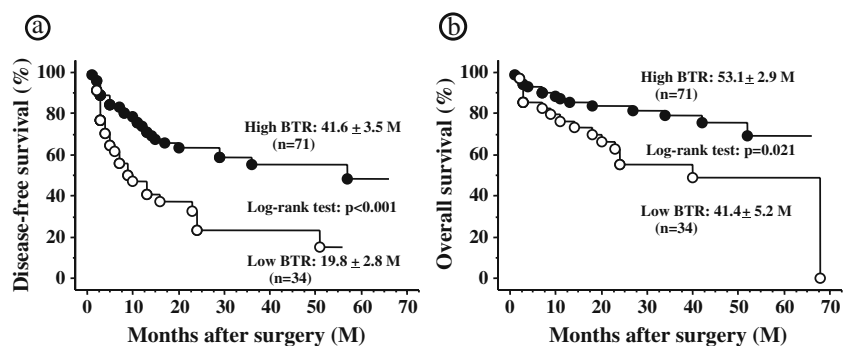 a
Disease-free survival (%)
100
80
60
40
20
0
High BTR: 41.6 ± 3.5 M
(n=71)
Log-rank test: p<0.001
Low BTR: 19.8 ± 2.8 M
(n=34)
0 10 20 30 40 50 60 70
Months after surgery (M)
b
Overall survival (%)
100
80
60
40
20
0
High BTR: 53.1± 2.9 M
(n=71)
Log-rank test: p=0.021
Low BTR: 41.4± 5.2 M
(n=34)
0 10 20 30 40 50 60 70
Months after surgery (M)